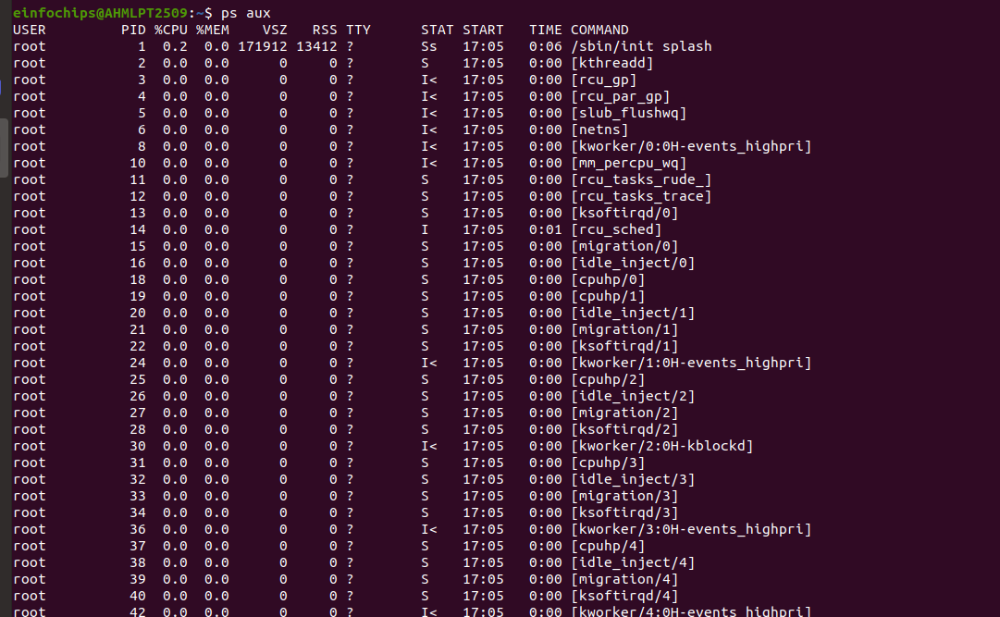 einfochips@AHMLPT2509:~$ ps aux
USER         PID %CPU %MEM    VSZ   RSS TTY      STAT START   TIME COMMAND
root           1  0.2  0.0 171912 13412 ?        Ss   17:05   0:06 /sbin/init splash
root           2  0.0  0.0      0     0 ?        S    17:05   0:00 [kthreadd]
root           3  0.0  0.0      0     0 ?        I<   17:05   0:00 [rcu_gp]
root           4  0.0  0.0      0     0 ?        I<   17:05   0:00 [rcu_par_gp]
root           5  0.0  0.0      0     0 ?        I<   17:05   0:00 [slub_flushwq]
root           6  0.0  0.0      0     0 ?        I<   17:05   0:00 [netns]
root           8  0.0  0.0      0     0 ?        I<   17:05   0:00 [kworker/0:0H-events_highpri]
root          10  0.0  0.0      0     0 ?        I<   17:05   0:00 [mm_percpu_wq]
root          11  0.0  0.0      0     0 ?        S    17:05   0:00 [rcu_tasks_rude_]
root          12  0.0  0.0      0     0 ?        S    17:05   0:00 [rcu_tasks_trace]
root          13  0.0  0.0      0     0 ?        S    17:05   0:00 [ksoftirqd/0]
root          14  0.0  0.0      0     0 ?        I    17:05   0:01 [rcu_sched]
root          15  0.0  0.0      0     0 ?        S    17:05   0:00 [migration/0]
root          16  0.0  0.0      0     0 ?        S    17:05   0:00 [idle_inject/0]
root          18  0.0  0.0      0     0 ?        S    17:05   0:00 [cpuhp/0]
root          19  0.0  0.0      0     0 ?        S    17:05   0:00 [cpuhp/1]
root          20  0.0  0.0      0     0 ?        S    17:05   0:00 [idle_inject/1]
root          21  0.0  0.0      0     0 ?        S    17:05   0:00 [migration/1]
root          22  0.0  0.0      0     0 ?        S    17:05   0:00 [ksoftirqd/1]
root          24  0.0  0.0      0     0 ?        I<   17:05   0:00 [kworker/1:0H-events_highpri]
root          25  0.0  0.0      0     0 ?        S    17:05   0:00 [cpuhp/2]
root          26  0.0  0.0      0     0 ?        S    17:05   0:00 [idle_inject/2]
root          27  0.0  0.0      0     0 ?        S    17:05   0:00 [migration/2]
root          28  0.0  0.0      0     0 ?        S    17:05   0:00 [ksoftirqd/2]
root          30  0.0  0.0      0     0 ?        I<   17:05   0:00 [kworker/2:0H-kblockd]
root          31  0.0  0.0      0     0 ?        S    17:05   0:00 [cpuhp/3]
root          32  0.0  0.0      0     0 ?        S    17:05   0:00 [idle_inject/3]
root          33  0.0  0.0      0     0 ?        S    17:05   0:00 [migration/3]
root          34  0.0  0.0      0     0 ?        S    17:05   0:00 [ksoftirqd/3]
root          36  0.0  0.0      0     0 ?        I<   17:05   0:00 [kworker/3:0H-events_highpri]
root          37  0.0  0.0      0     0 ?        S    17:05   0:00 [cpuhp/4]
root          38  0.0  0.0      0     0 ?        S    17:05   0:00 [idle_inject/4]
root          39  0.0  0.0      0     0 ?        S    17:05   0:00 [migration/4]
root          40  0.0  0.0      0     0 ?        S    17:05   0:00 [ksoftirqd/4]
root          42  0.0  0.0      0     0 ?        I<   17:05   0:00 [kworker/4:0H-events_highpri]